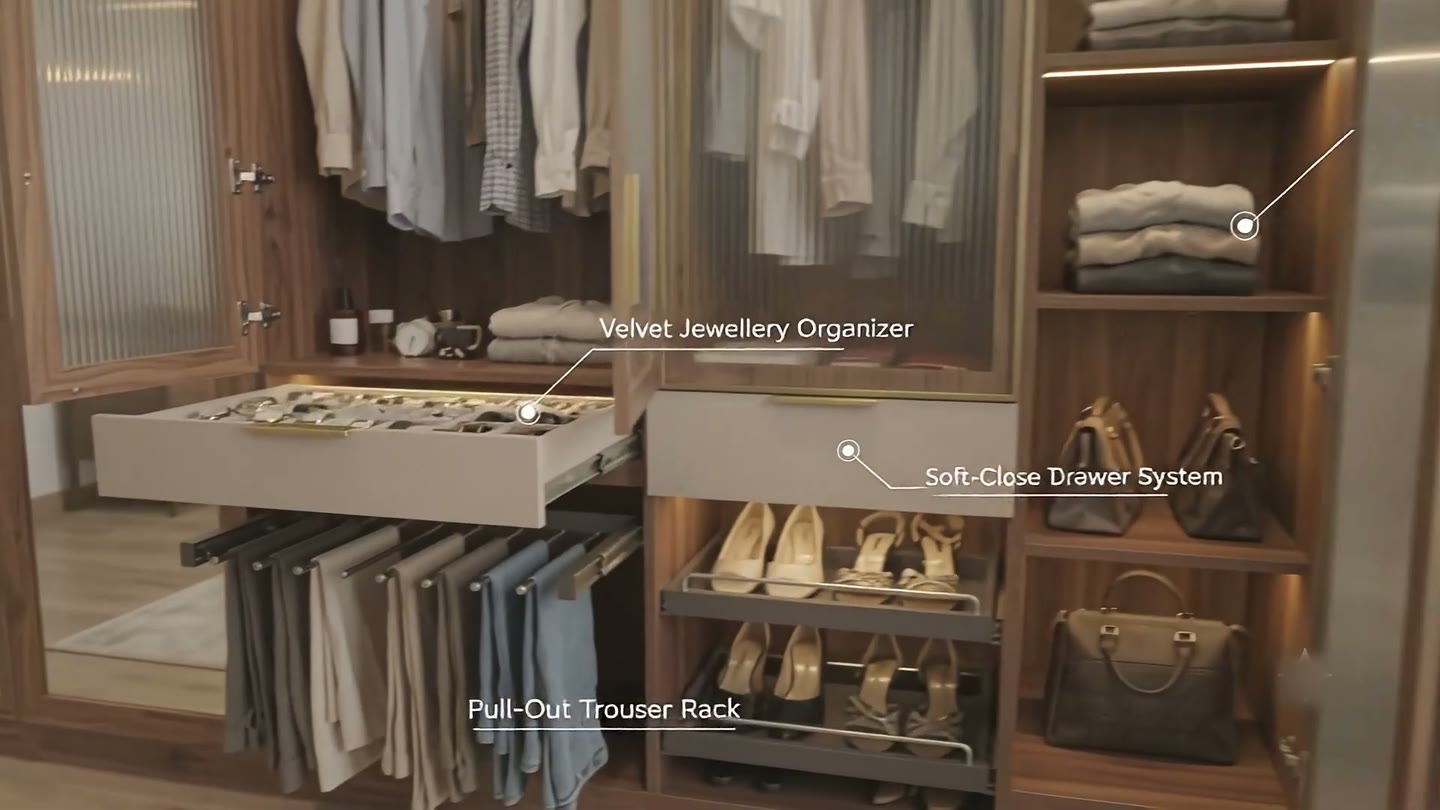 Velvet Jewellery Organizer
Soft-Close Drawer System
Pull-Out Trouser Rack